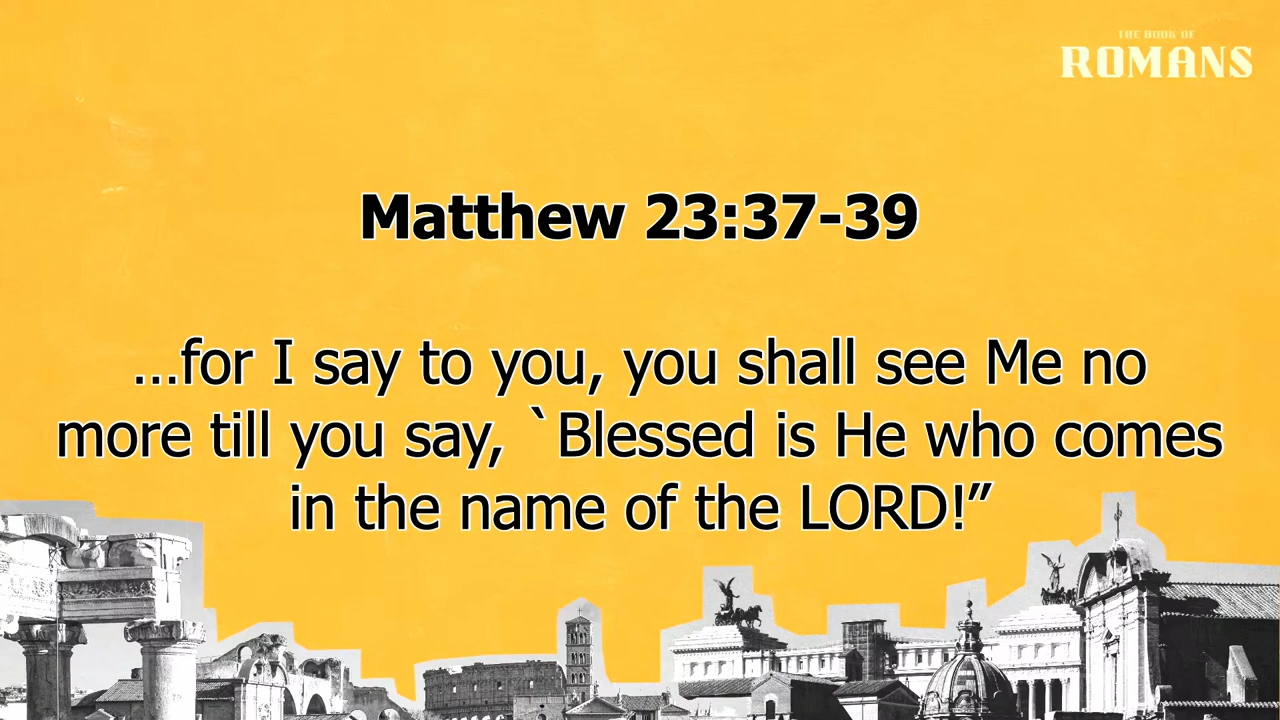 THE BOOK OF
ROMANS
Matthew 23:37-39
...for I say to you, you shall see Me no
more till you say, `Blessed is He who comes
in the name of the LORD!”